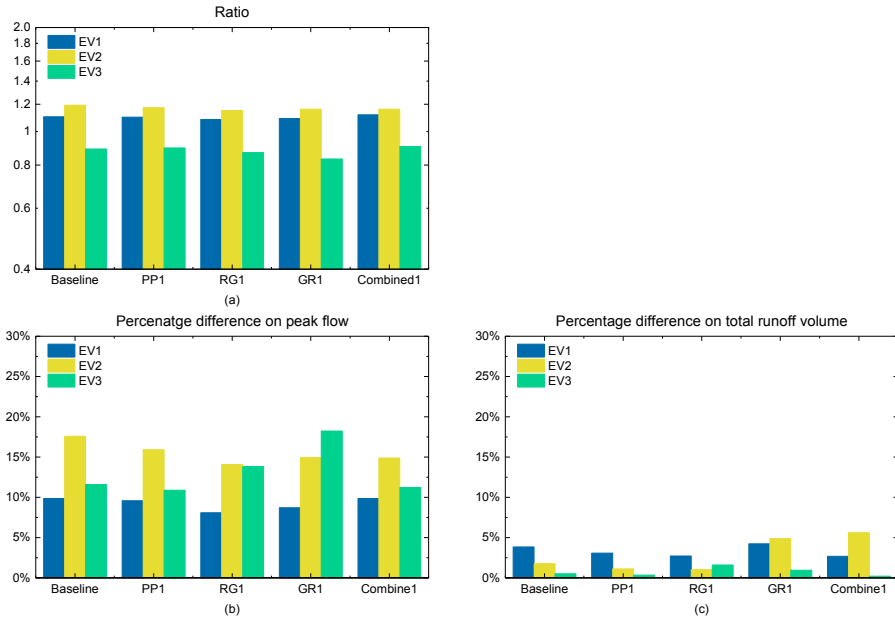 Ratio
2.0
1.8
1.6
1.4
1.2
1
0.8
0.6
0.4
EV1
EV2
EV3
Baseline PP1 RG1 GR1 Combined1
(a)
Percenatge difference on peak flow
30%
25%
20%
15%
10%
5%
0%
EV1
EV2
EV3
Baseline PP1 RG1 GR1 Combine1
(b)
Percentage difference on total runoff volume
30%
25%
20%
15%
10%
5%
0%
EV1
EV2
EV3
Baseline PP1 RG1 GR1 Combine1
(c)